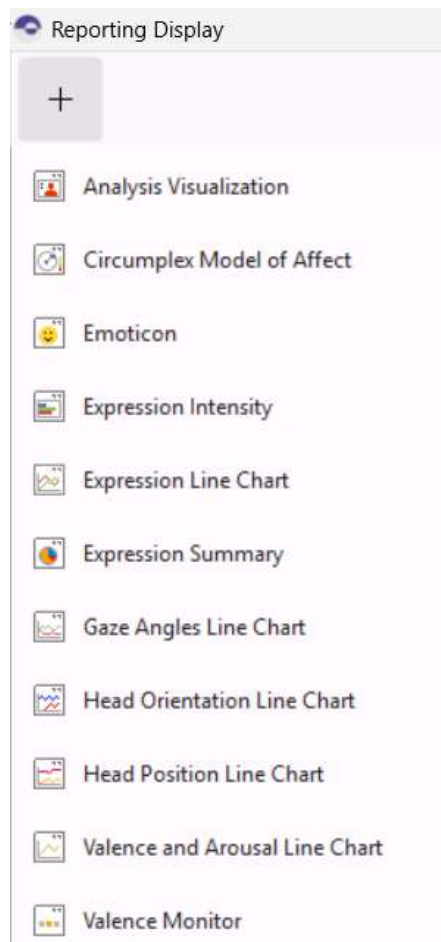 Reporting Display
Analysis Visualization
Circumplex Model of Affect
Emoticon
Expression Intensity
Expression Line Chart
Expression Summary
Gaze Angles Line Chart
Head Orientation Line Chart
Head Position Line Chart
Valence and Arousal Line Chart
Valence Monitor